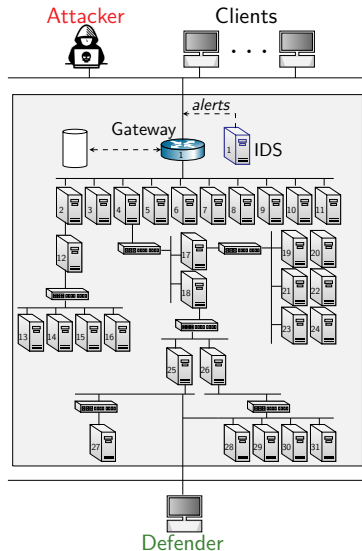 Attacker Clients
. . .
alerts
Gateway
1 1 IDS
2 3 4 5 6 7 8 9 10 11
12 17 19 20
18 21 22
13 14 15 16 23 24
25 26
27 28 29 30 31
Defender